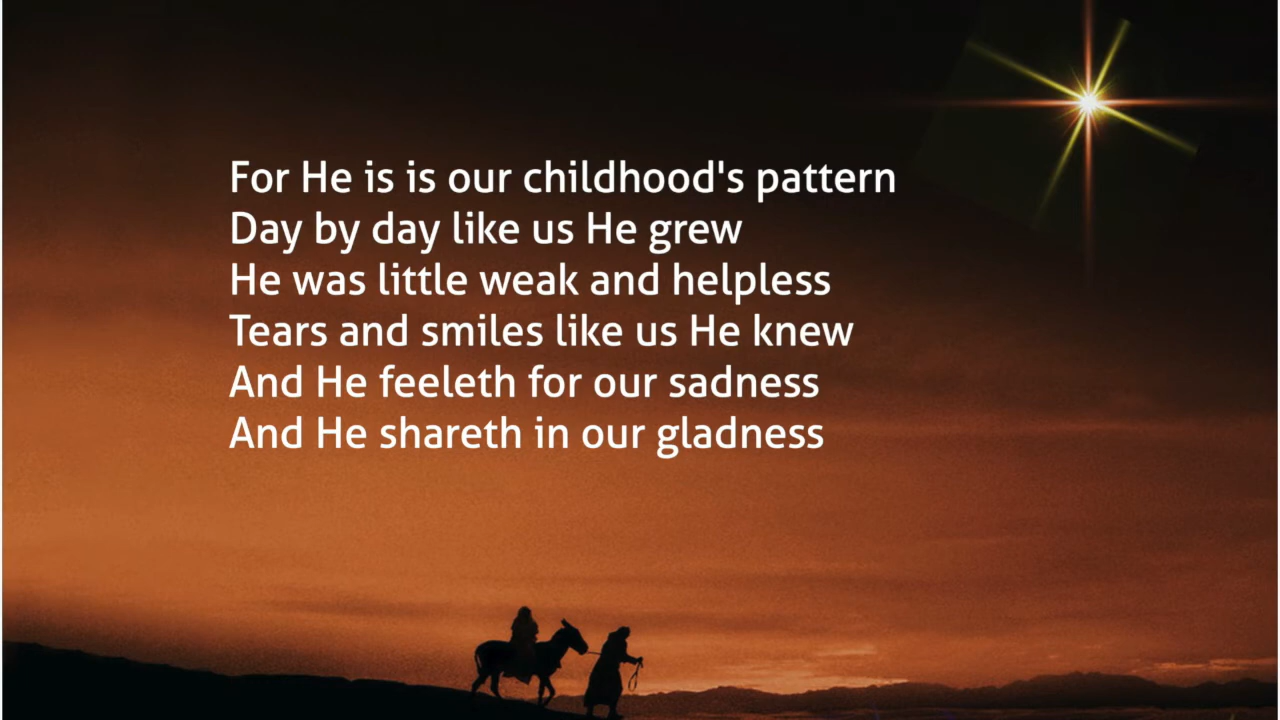 For He is is our childhood's pattern
Day by day like us He grew
He was little weak and helpless
Tears and smiles like us He knew
And He feeleth for our sadness
And He shareth in our gladness